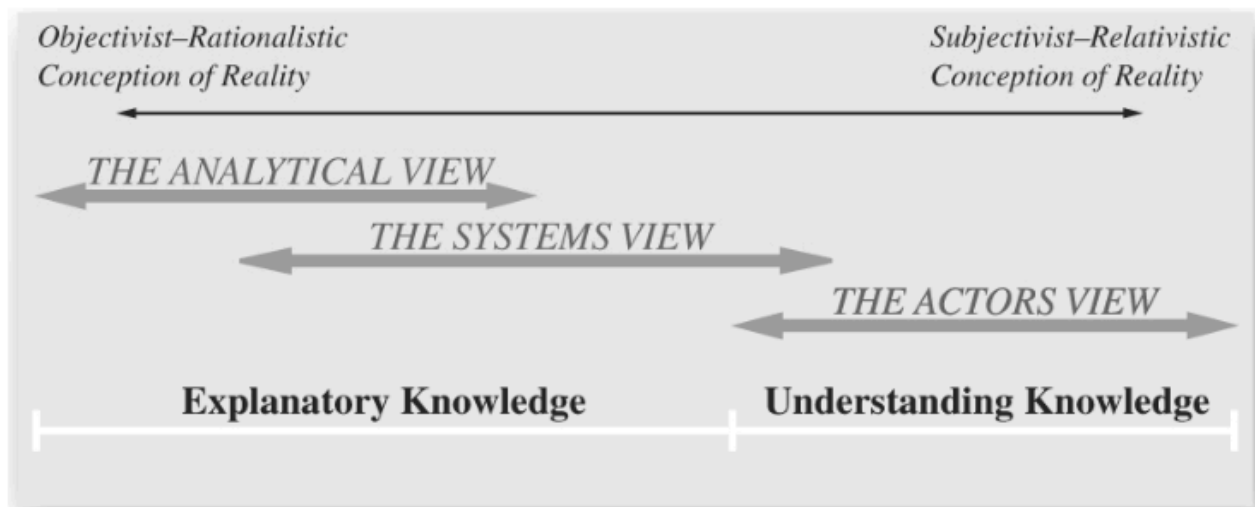 Objectivist–Rationalistic
Conception of Reality
Subjectivist–Relativistic
Conception of Reality
THE ANALYTICAL VIEW
THE SYSTEMS VIEW
THE ACTORS VIEW
Explanatory Knowledge
Understanding Knowledge